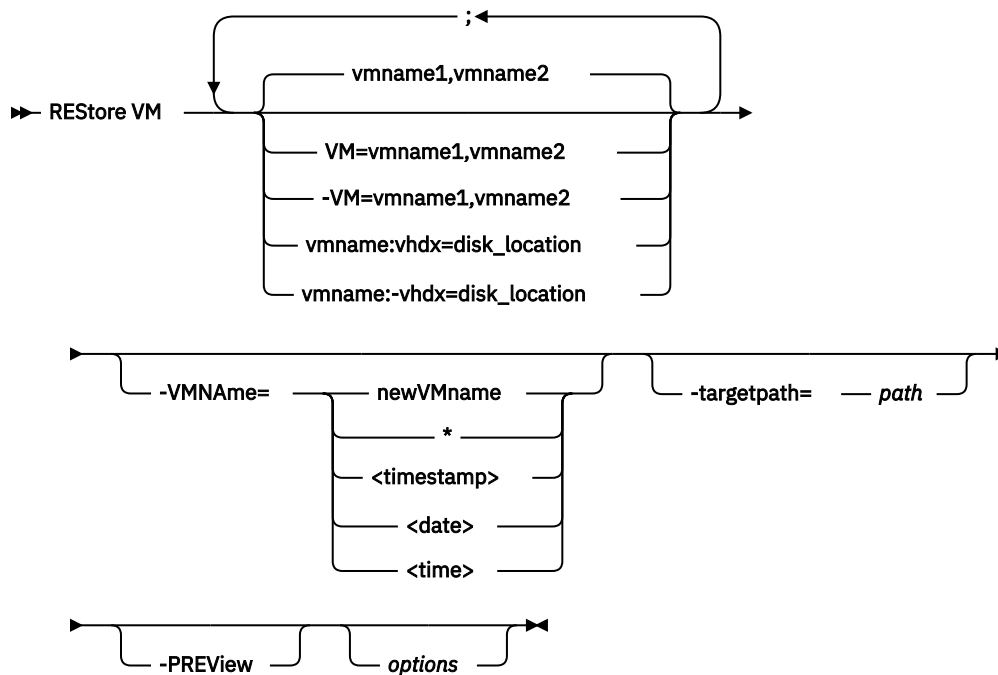 ;
vmname1,vmname2
REStore VM
VM=vmname1,vmname2
-VM=vmname1,vmname2
vmname:vhdx=disk_location
vmname:-vhdx=disk_location
-VMNAme= newVMname -targetpath= path
*
<timestamp>
<date>
<time>
-PREView options